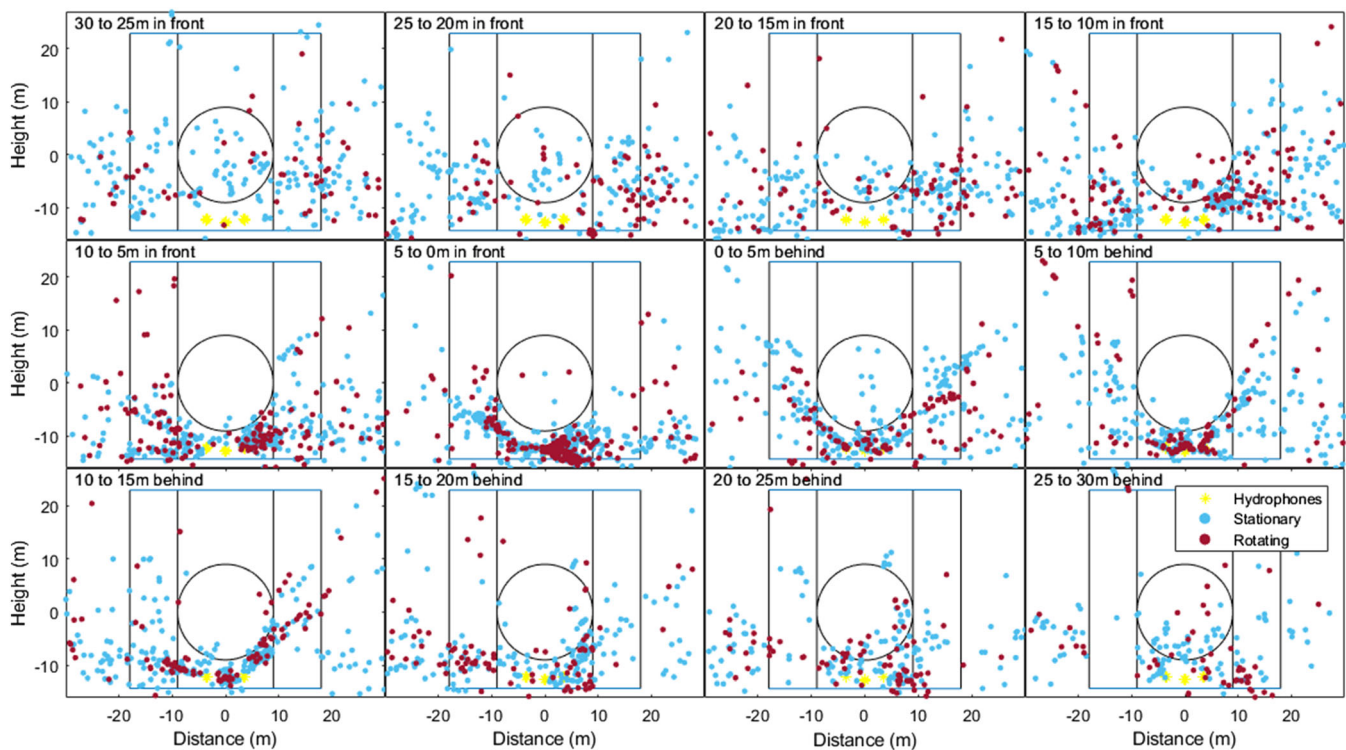 30 to 25m in front
25 to 20m in front
20 to 15m in front
15 to 10m in front
Height (m)
20
10
0
-10
10 to 5m in front
5 to 0m in front
0 to 5m behind
5 to 10m behind
Height (m)
20
10
0
-10
10 to 15m behind
15 to 20m behind
20 to 25m behind
25 to 30m behind
Hydrophones
Stationary
Rotating
Height (m)
20
10
0
-10
-20 -10 0 10 20
-20 -10 0 10 20
-20 -10 0 10 20
-20 -10 0 10 20
Distance (m)
Distance (m)
Distance (m)
Distance (m)